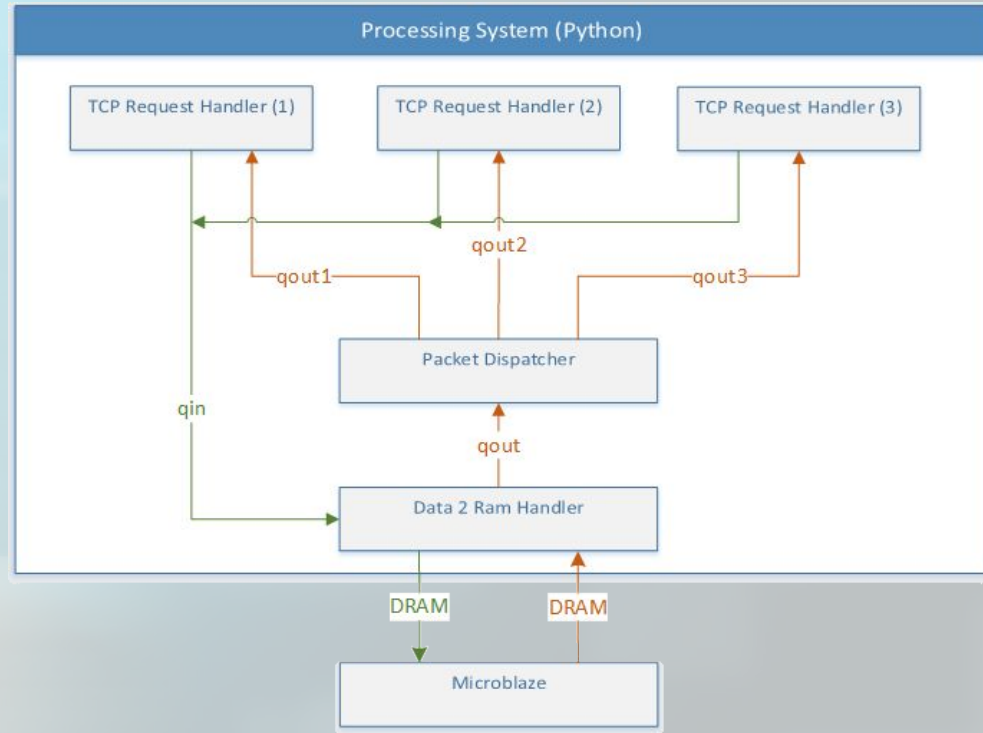 Processing System (Python)
TCP Request Handler (1)
TCP Request Handler (2)
TCP Request Handler (3)
qout2
qout1
qout3
Packet Dispatcher
qin
qout
Data 2 Ram Handler
DRAM
DRAM
Microblaze